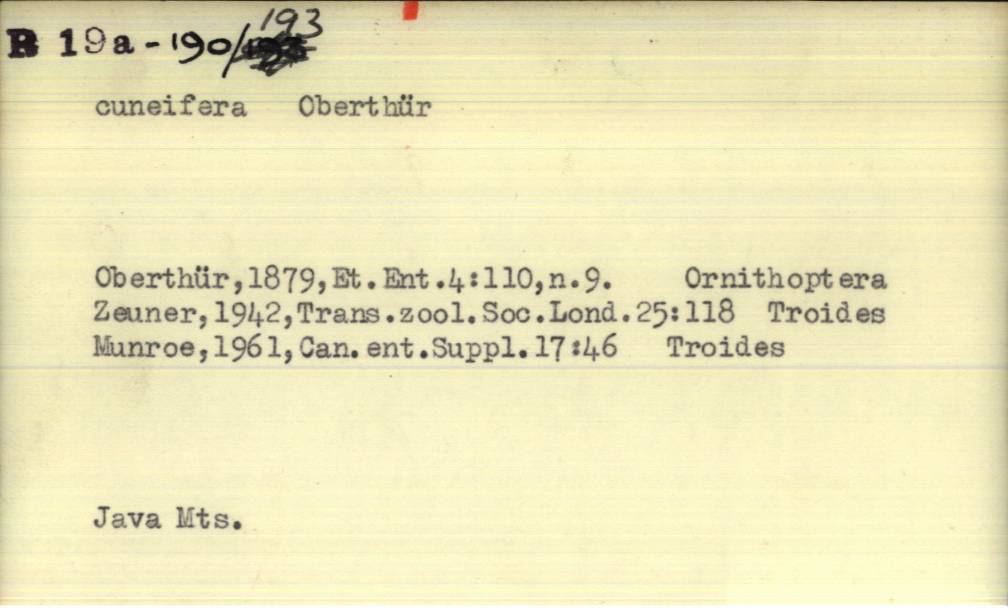 B 19a-190/193
cuneifera Oberthür
Oberthür,1879,Et.Ent.4:110,n.9. Ornithoptera
Zeuner,1942,Trans.zool.Soc.Lond.25:118 Troides
Munroe,1961,Can.ent.Suppl.17:46 Troides
Java Mts.